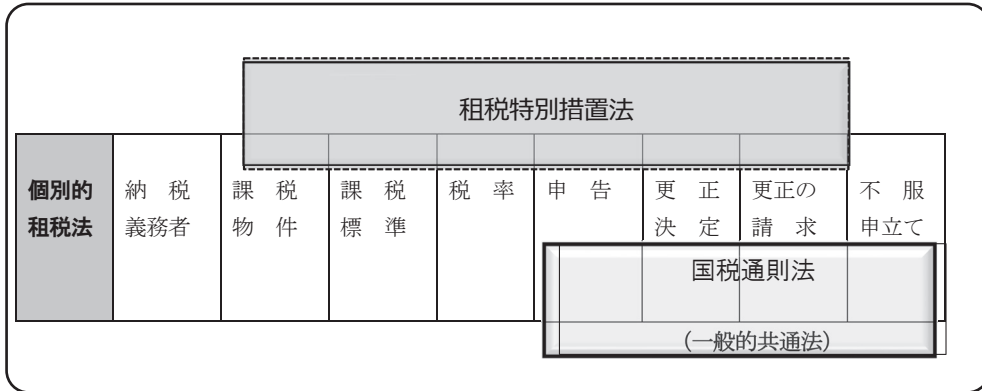 租税特別措置法
個別的 納税 課税 課税 税率 申告 更正 更正の 不服
租税法 義務者 物件 標準 決定 請求 申立て
国税通則法
(一般的共通法)